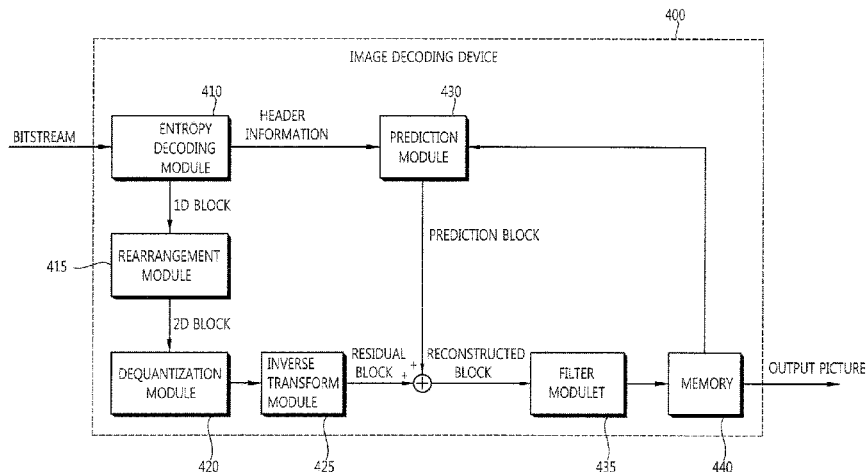 400
IMAGE DECODING DEVICE
410
430
BITSTREAM
ENTROPY
DECODING
MODULE
HEADER
INFORMATION
PREDICTION
MODULE
1D BLOCK
415
REARRANGEMENT
MODULE
PREDICTION BLOCK
2D BLOCK
DEQUANTIZATION
MODULE
INVERSE
TRANSFORM
MODULE
RESIDUAL
BLOCK
+
+
RECONSTRUCTED
BLOCK
FILTER
MODULET
MEMORY
OUTPUT PICTURE
420
425
435
440